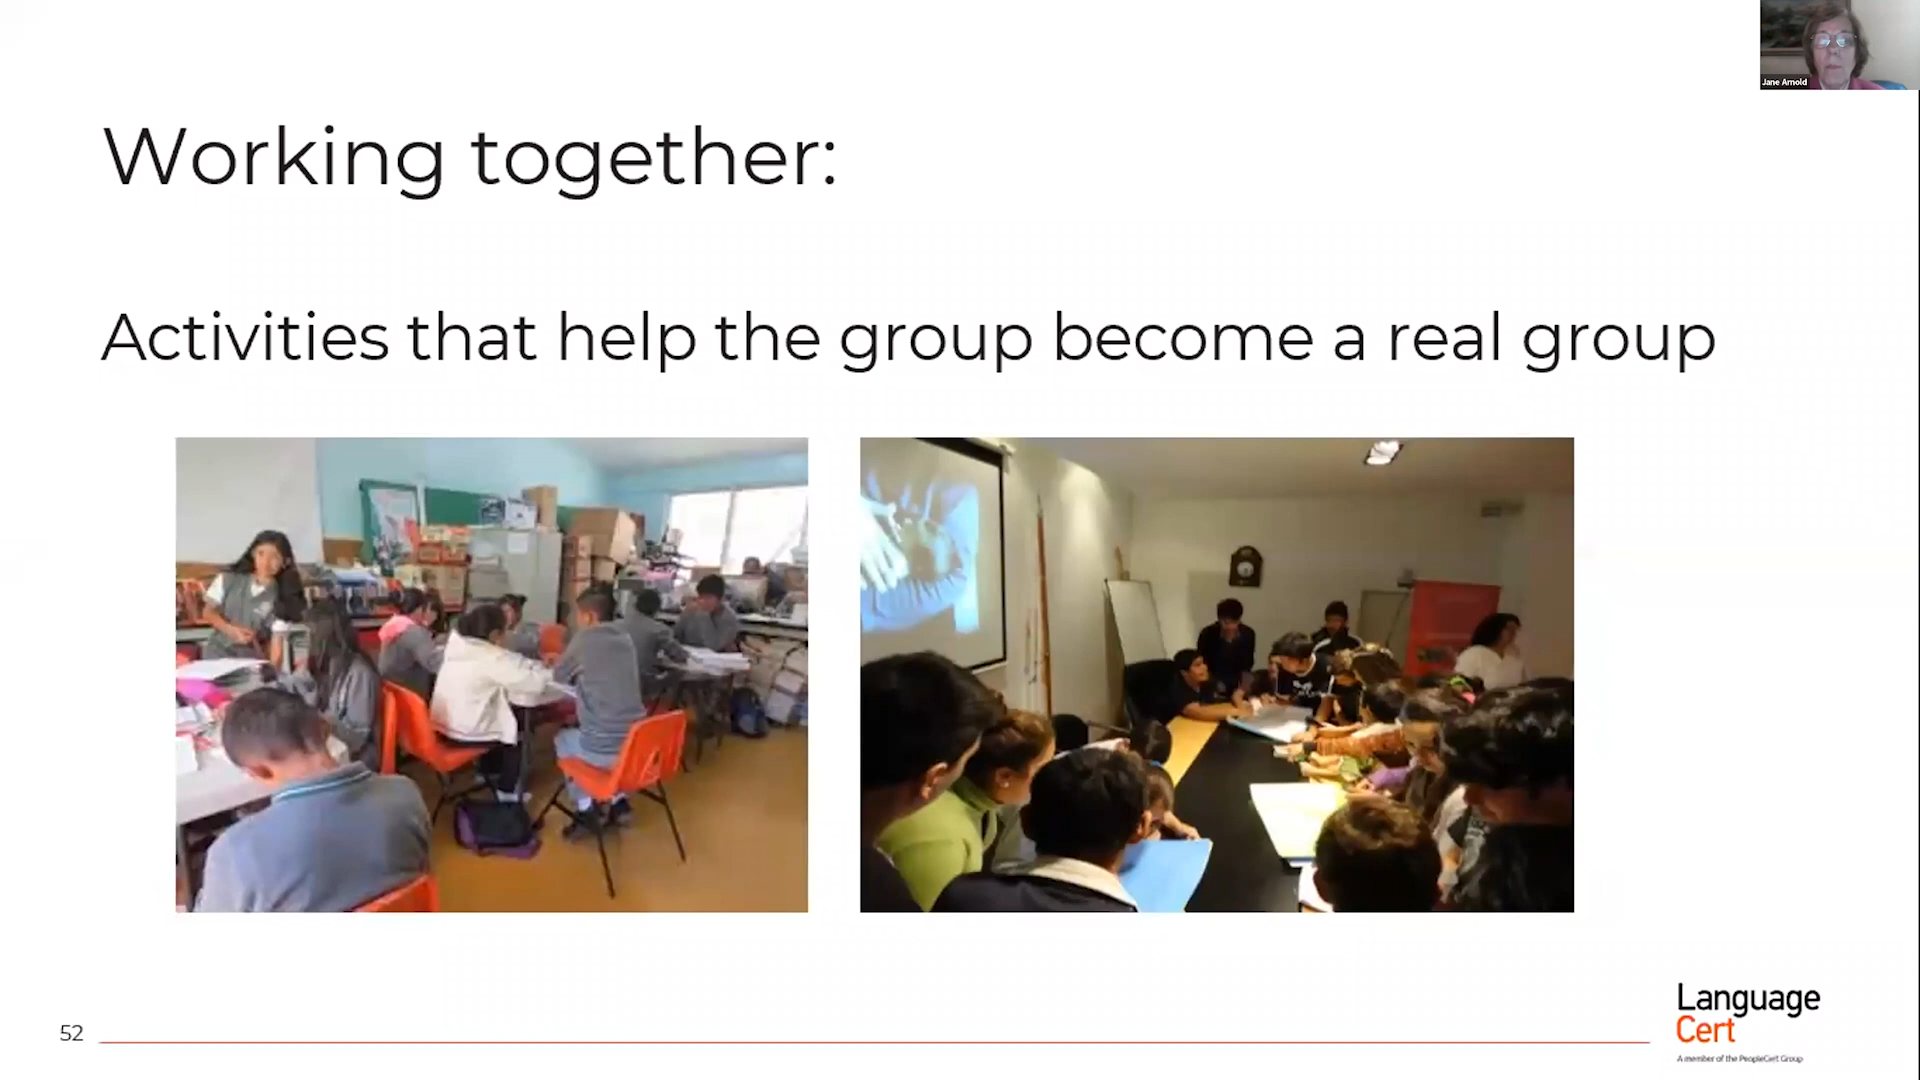 Jane Arnold
Working together:
Activities that help the group become a real group
52
Language
Cert
A member of the PeopleCert Group